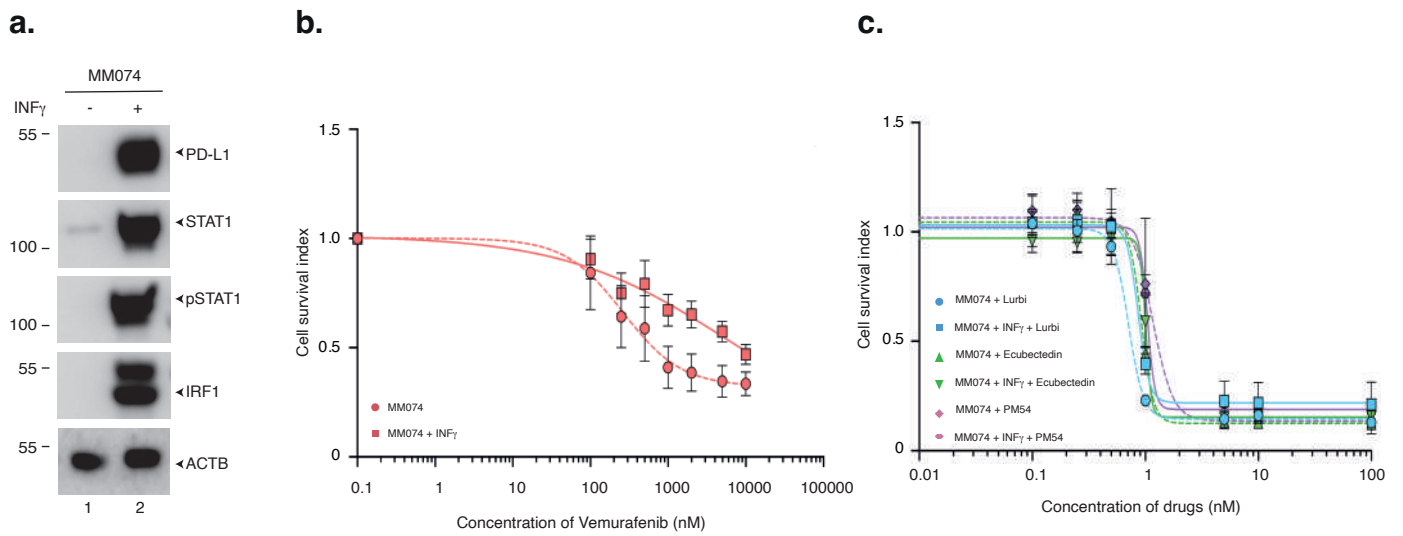 a.
MM074
INFγ - +
55
PD-L1
STAT1
100
pSTAT1
100
55
IRF1
55
ACTB
1 2
b.
1.5
1.0
0.5
0
Cell survival index
MM074
MM074 + INFγ
0.1 1 10 100 1000 10000 100000
Concentration of Vemurafenib (nM)
c.
1.5
1.0
0.5
0
Cell survival index
MM074 + Lurbi
MM074 + INFγ + Lurbi
MM074 + Ecubectedin
MM074 + INFγ + Ecubectedin
MM074 + PM54
MM074 + INFγ + PM54
0.01 0.1 1 10 100
Concentration of drugs (nM)